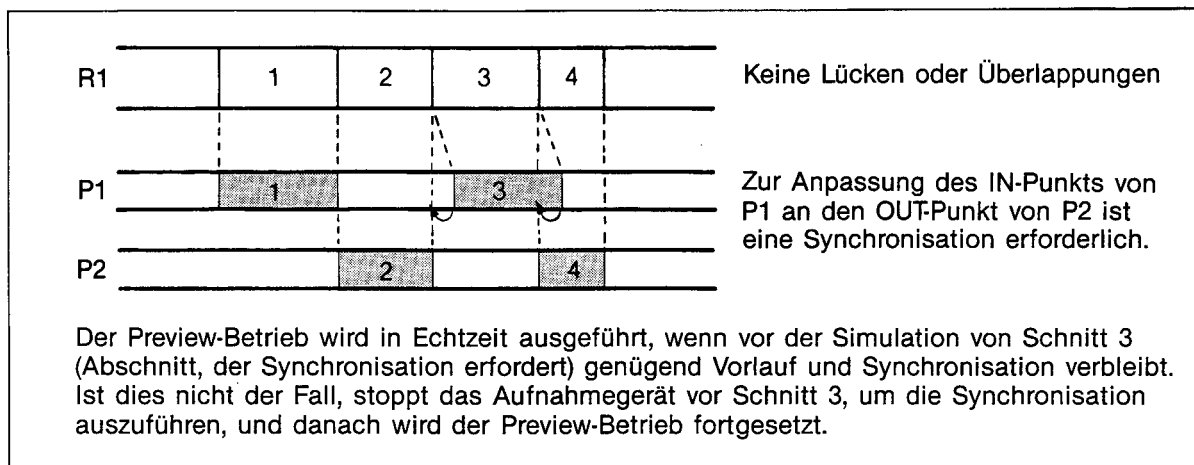 R1 1 2 3 4 Keine Lücken oder Überlappungen
P1 1 3
Zur Anpassung des IN-Punkts von
P1 an den OUT-Punkt von P2 ist
eine Synchronisation erforderlich.
P2 2 4
Der Preview-Betrieb wird in Echtzeit ausgeführt, wenn vor der Simulation von Schnitt 3
(Abschnitt, der Synchronisation erfordert) genügend Vorlauf und Synchronisation verbleibt.
Ist dies nicht der Fall, stoppt das Aufnahmegerät vor Schnitt 3, um die Synchronisation
auszuführen, und danach wird der Preview-Betrieb fortgesetzt.